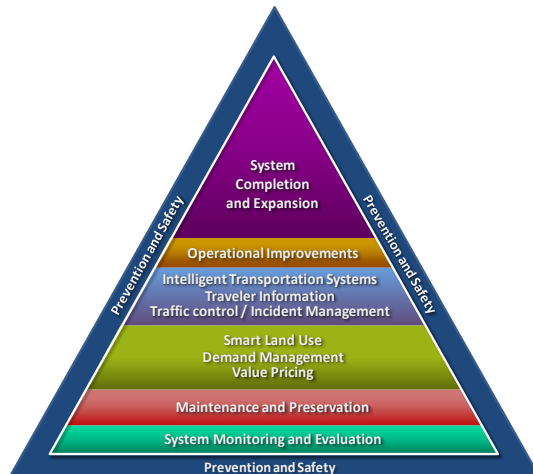 System
Completion
and Expansion
Prevention and Safety
Prevention and Safety
Operational Improvements
Intelligent Transportation Systems
Traveler Information
Traffic control / Incident Management
Smart Land Use
Demand Management
Value Pricing
Maintenance and Preservation
System Monitoring and Evaluation
Prevention and Safety